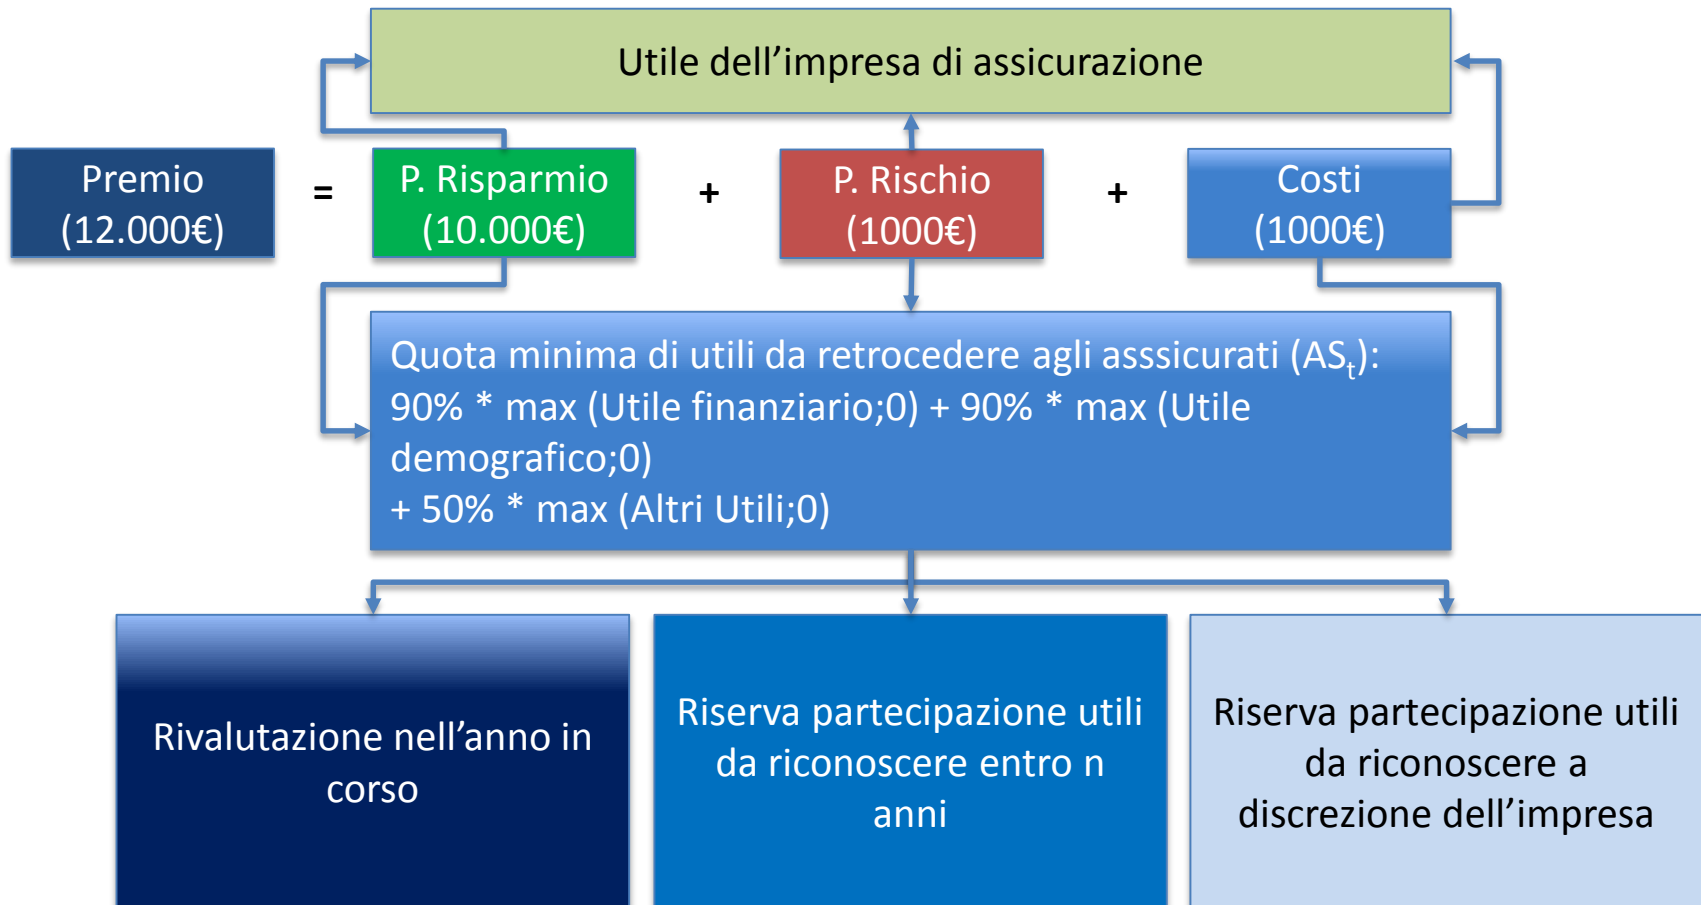 Utile dell’impresa di assicurazione
Premio
(12.000€)
=
P. Risparmio
(10.000€)
+
P. Rischio
(1000€)
+
Costi
(1000€)
Quota minima di utili da retrocedere agli asssicurati (ASt):
90% * max (Utile finanziario;0) + 90% * max (Utile
demografico;0)
+ 50% * max (Altri Utili;0)
Rivalutazione nell’anno in
corso
Riserva partecipazione utili
da riconoscere entro n
anni
Riserva partecipazione utili
da riconoscere a
discrezione dell’impresa